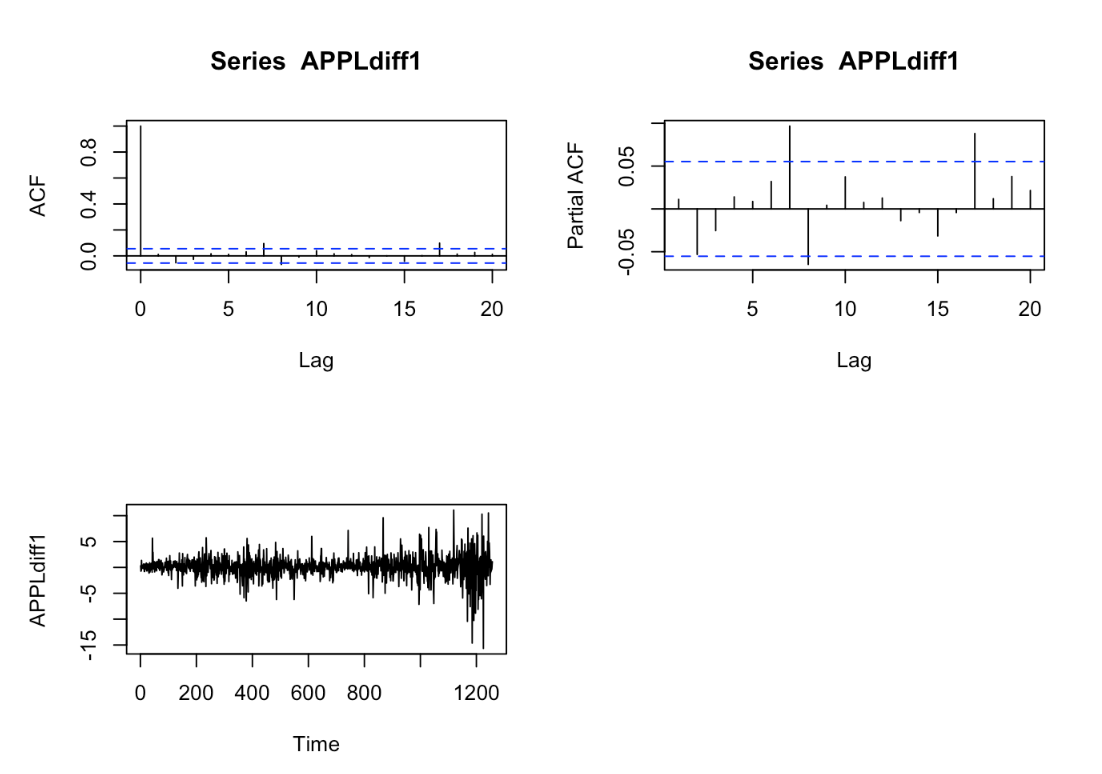 Series  APPLdiff1
ACF
0.0 0.4 0.8
0 5 10 15 20
Lag
Series  APPLdiff1
Partial ACF
-0.05 0.05
5 10 15 20
Lag
APPLdiff1
-15 -5 5
0 200 400 600 800 1200
Time